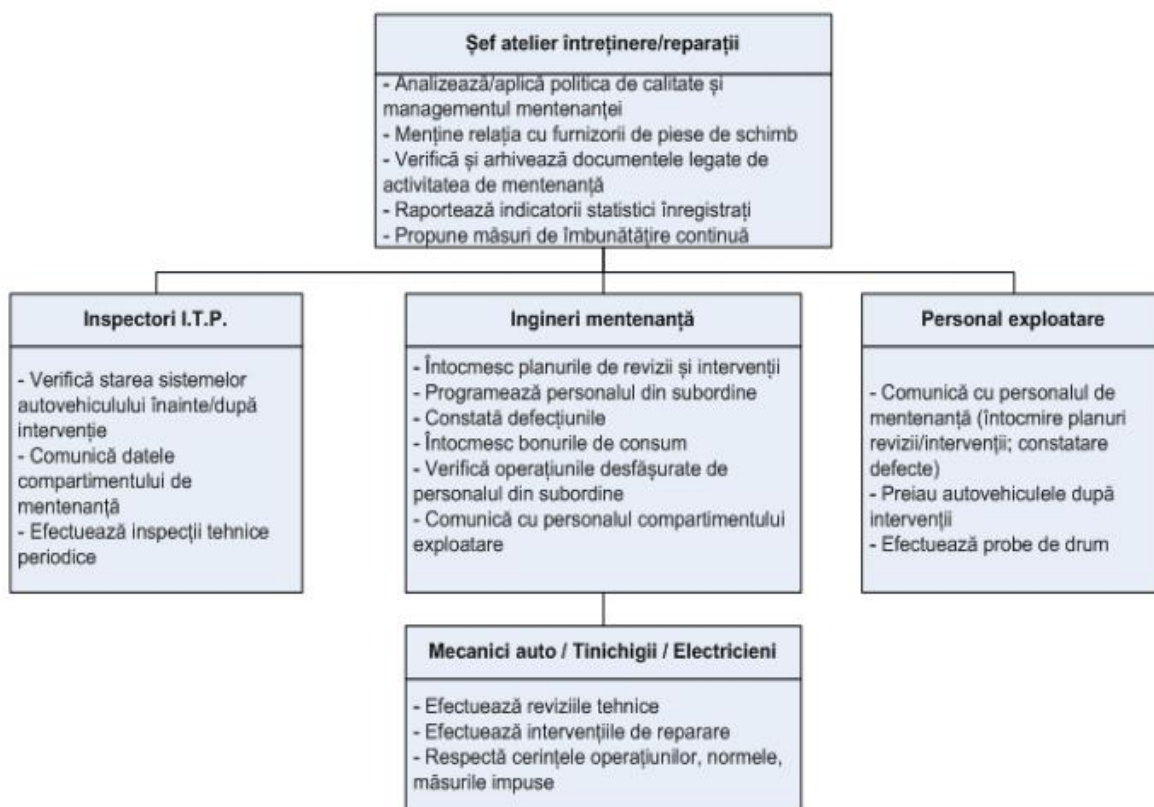 Șef atelier întreținere/reparații
- Analizează/aplică politica de calitate și
managementul mentenanței
- Menține relația cu furnizorii de piese de schimb
- Verifică și arhivează documentele legate de
activitatea de mentenanță
- Raportează indicatorii statistici înregistrați
- Propune măsuri de îmbunătățire continuă
Inspectori I.T.P.
- Verifică starea sistemelor
autovehiculului înainte/după
intervenție
- Comunică datele
compartimentului de
mentenanță
- Efectuează inspecții tehnice
periodice
Ingineri mentenanță
- Întocmesc planurile de revizii și intervenții
- Programează personalul din subordine
- Constată defecțiunile
- Întocmesc bonurile de consum
- Verifică operațiunile desfășurate de
personalul din subordine
- Comunică cu personalul compartimentului
exploatare
Personal exploatare
- Comunică cu personalul de
mentenanță (întocmire planuri
revizii/intervenții; constatare
defecte)
- Preiau autovehiculele după
intervenții
- Efectuează probe de drum
Mecanici auto / Tinichigii / Electricieni
- Efectuează reviziile tehnice
- Efectuează intervențiile de reparare
- Respectă cerințele operațiunilor, normele,
măsurile impuse